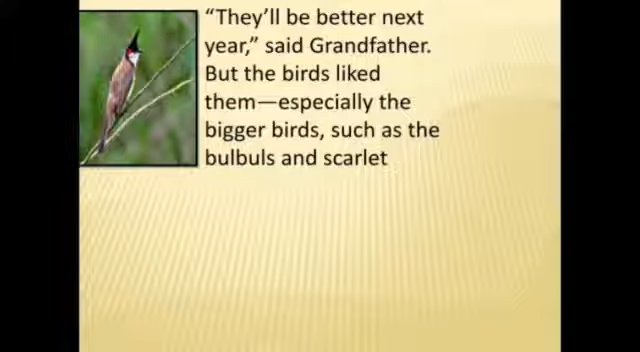 “They’ll be better next
year,” said Grandfather.
But the birds liked
them—especially the
bigger birds, such as the
bulbuls and scarlet